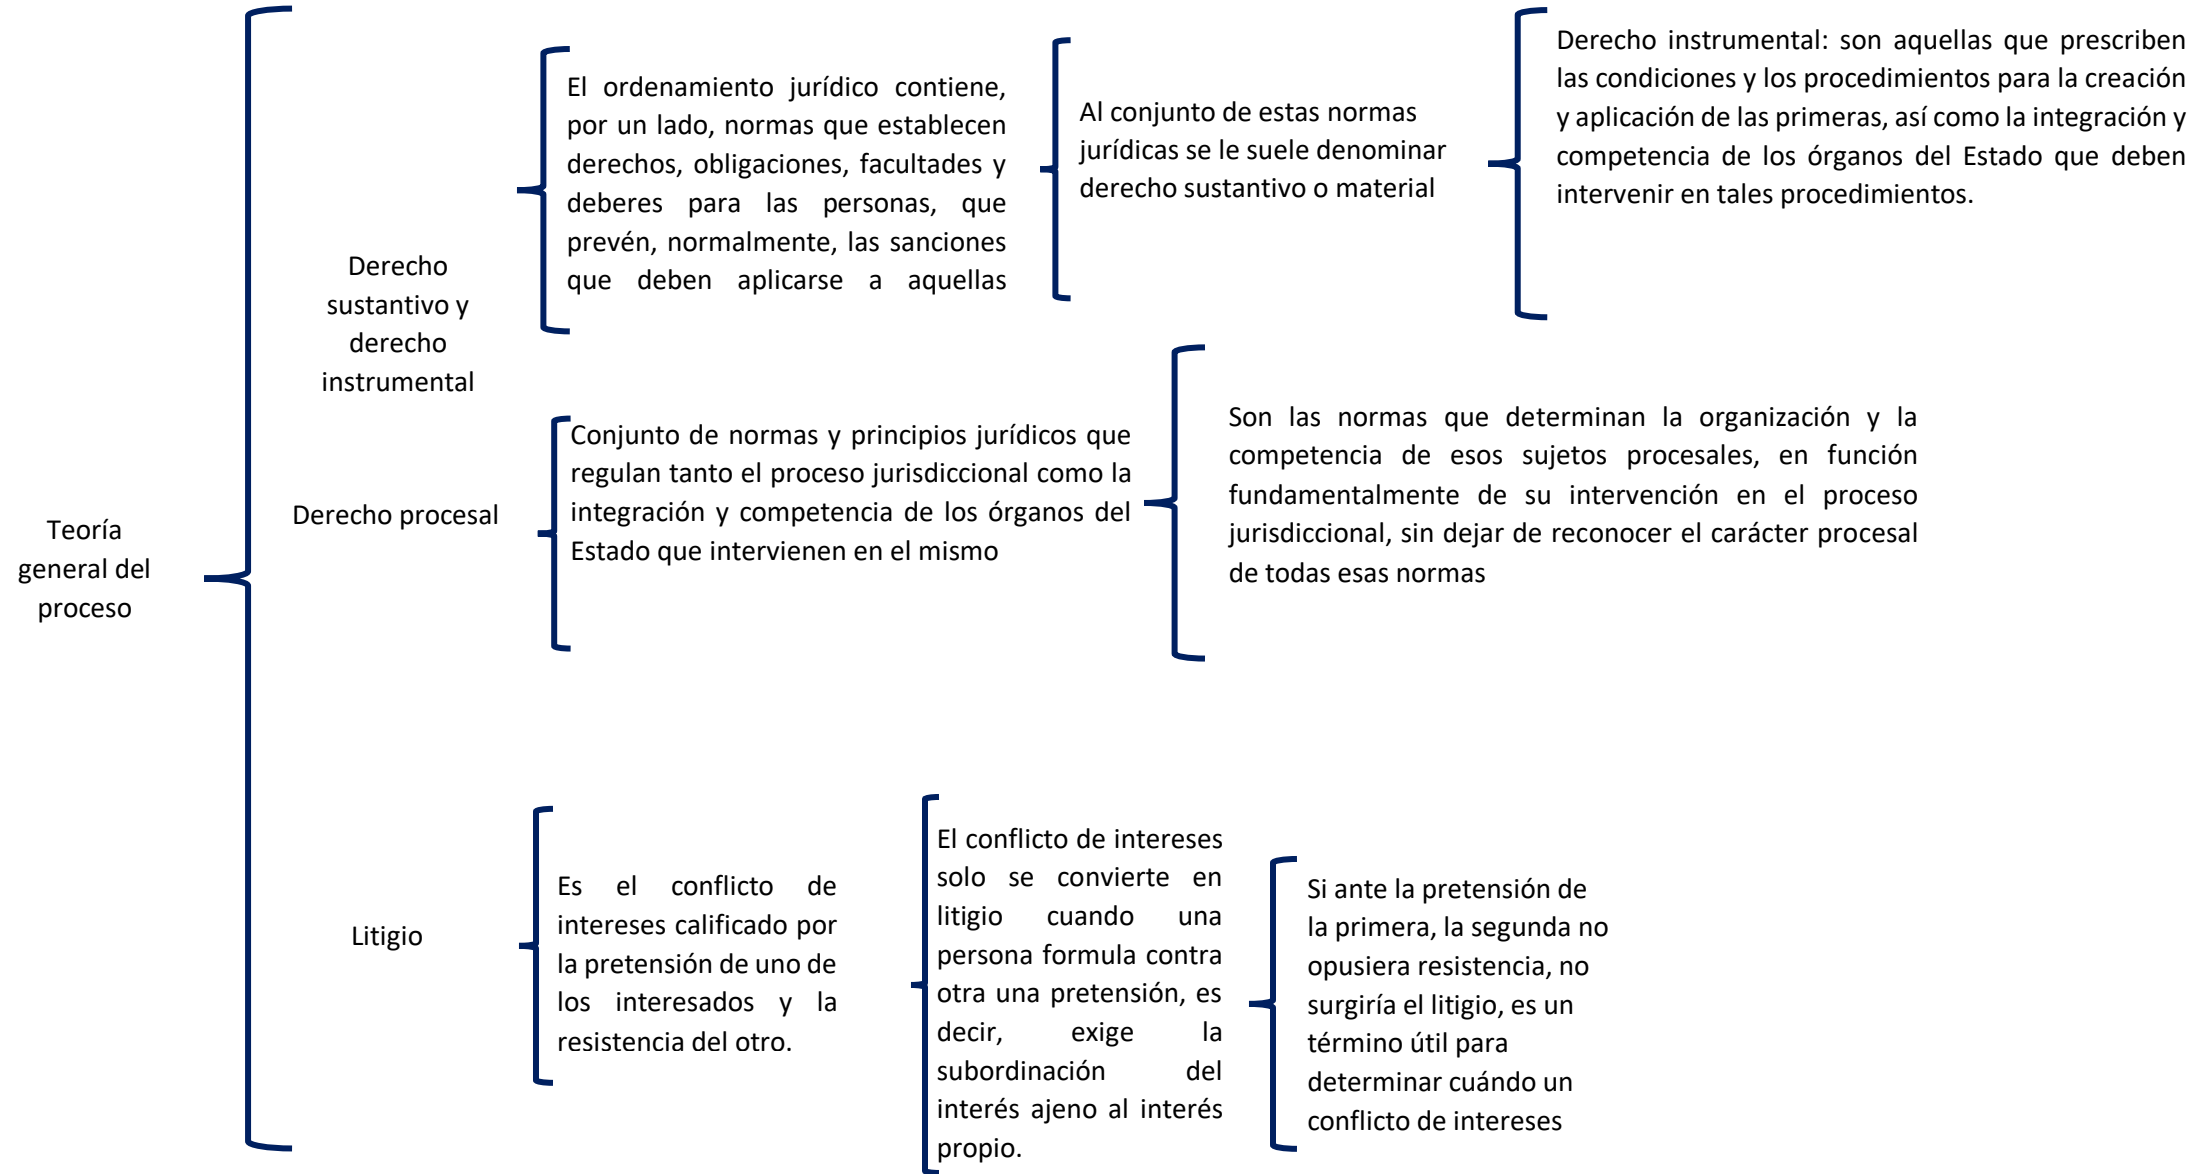 Teoría
general del
proceso
Derecho
sustantivo y
derecho
instrumental
El ordenamiento jurídico contiene,
por un lado, normas que establecen
derechos, obligaciones, facultades y
deberes para las personas, que
prevén, normalmente, las sanciones
que deben aplicarse a aquellas
Al conjunto de estas normas
jurídicas se le suele denominar
derecho sustantivo o material
Derecho instrumental: son aquellas que prescriben
las condiciones y los procedimientos para la creación
y aplicación de las primeras, así como la integración y
competencia de los órganos del Estado que deben
intervenir en tales procedimientos.
Derecho procesal
Conjunto de normas y principios jurídicos que
regulan tanto el proceso jurisdiccional como la
integración y competencia de los órganos del
Estado que intervienen en el mismo
Son las normas que determinan la organización y la
competencia de esos sujetos procesales, en función
fundamentalmente de su intervención en el proceso
jurisdiccional, sin dejar de reconocer el carácter procesal
de todas esas normas
Litigio
Es el conflicto de
intereses calificado por
la pretensión de uno de
los interesados y la
resistencia del otro.
El conflicto de intereses
solo se convierte en
litigio cuando una
persona formula contra
otra una pretensión, es
decir, exige la
subordinación del
interés ajeno al interés
propio.
Si ante la pretensión de
la primera, la segunda no
opusiera resistencia, no
surgiría el litigio, es un
término útil para
determinar cuándo un
conflicto de intereses